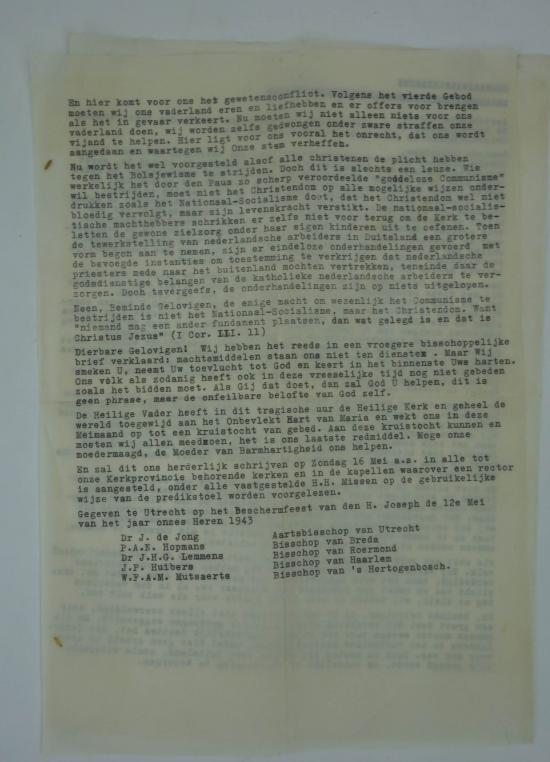 En hier komt voor ons het gewetensconflict. Volgens het vierde Gebod
moeten wij ons vaderland eren en liefhebben en er offers voor brengen
als het in gevaar verkeert. Nu moeten wij niet alleen niets voor ons
vaderland doen, wij worden zelfs gedwongen onder zware straffen onze
vijand te helpen. Hier ligt voor ons vooral het onrecht, dat ons wordt
aangedaan en waartegen wij Onze stem verheffen.
Nu wordt het wel voorgesteld alsof alle christenen de plicht hebben
tegen het Bolsjewisme te strijden. Doch dit is slechts een leuze. Wie
werkelijk het door den Paus zo scherp veroordeelde "goddeloze Communisme"
wil bestrijden, moet niet het Christendom op alle mogelijke wijzen onder-
drukken zoals het Nationaal-Socialisme doet, dat het Christendom wel niet
bloedig vervolgt, maar zijn levenskracht verstikt. De nationaal-socialis-
tische machthebbers schrikken er zelfs niet voor terug om de Kerk te be-
letten de gewone zielzorg onder haar eigen kinderen uit te oefenen. Toen
de tewerkstelling van nederlandsche arbeiders in Duitsland een grotere
vorm begon aan te nemen, zijn er eindeloze onderhandelingen gevoerd met
de bevoegde instanties om toestemming te verkrijgen dat nederlandsche
priesters mede naar het buitenland mochten vertrekken, teneinde daar de
godsdienstige belangen van de katholieke nederlandsche arbeiders te ver-
zorgen. Doch tevergeefs, de onderhandelingen zijn op niets uitgelopen.
Neen, Beminde Gelovigen, de enige macht om wezenlijk het Communisme te
bestrijden is niet het Nationaal-Socialisme, maar het Christendom. Want
"niemand mag een ander fundament plaatsen, dan wat gelegd is en dat is
Christus Jezus" (I Cor. III. 11)
Dierbare Gelovigen! Wij hebben het reeds in een vroegere bisschoppelijke
brief verklaard: machtsmiddelen staan ons niet ten dienste. Maar Wij
smeken U, neemt Uw toevlucht tot God en keert in het binnenste Uws harten.
Ons volk als zodanig heeft ook in deze vreselijke tijd nog niet gebeden
zoals het bidden moet. Als Gij dat doet, dan zal God U helpen, dit is
geen phrase, maar de onfeilbare belofte van God zelf.
De Heilige Vader heeft in dit tragische uur de Heilige Kerk en geheel de
wereld toegewijd aan het Onbevlekt Hart van Maria en wekt ons in deze
Meimaand op tot een kruistocht van gebed. Aan deze kruistocht kunnen en
moeten wij allen meedoen, het is ons laatste redmiddel. Moge onze
moedermaagd, de Moeder van Barmhartigheid ons helpen.
En zal dit ons herderlijk schrijven op Zondag 16 Mei a.s. in alle tot
onze Kerkprovincie behorende kerken en in de kapellen waarover een rector
is aangesteld, onder alle vastgestelde H.H. Missen op de gebruikelijke
wijze van de predikstoel worden voorgelezen.
Gegeven te Utrecht op het Beschermfeest van den H. Joseph de 12e Mei
van het jaar onzes Heren 1943
Dr J. de Jong Aartsbisschop van Utrecht
P.A.N. Hopmans Bisschop van Breda
Dr J.H.G. Lemmens Bisschop van Roermond
J.P. Huibers Bisschop van Haarlem
W.F.A.M. Mutsaerts Bisschop van 's Hertogenbosch.